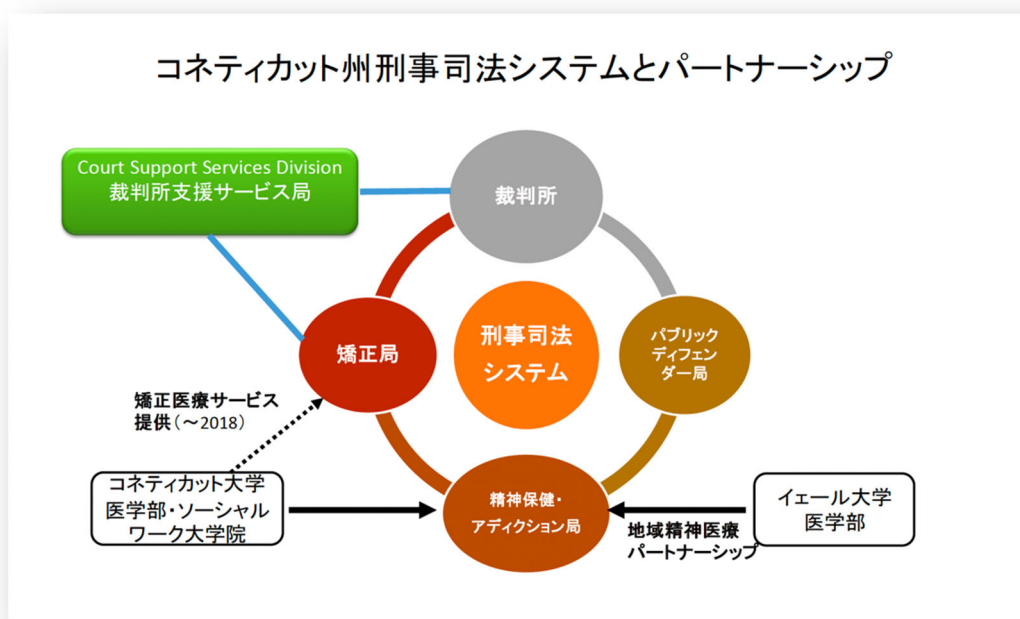 コネティカット州刑事司法システムとパートナーシップ
Court Support Services Division
裁判所支援サービス局
裁判所
刑事司法
システム
矯正局
パブリック
ディフェン
ダー局
矯正医療サービス
提供(～2018)
コネティカット大学
医学部・ソーシャル
ワーク大学院
精神保健・
アディクション局
地域精神医療
パートナーシップ
イェール大学
医学部